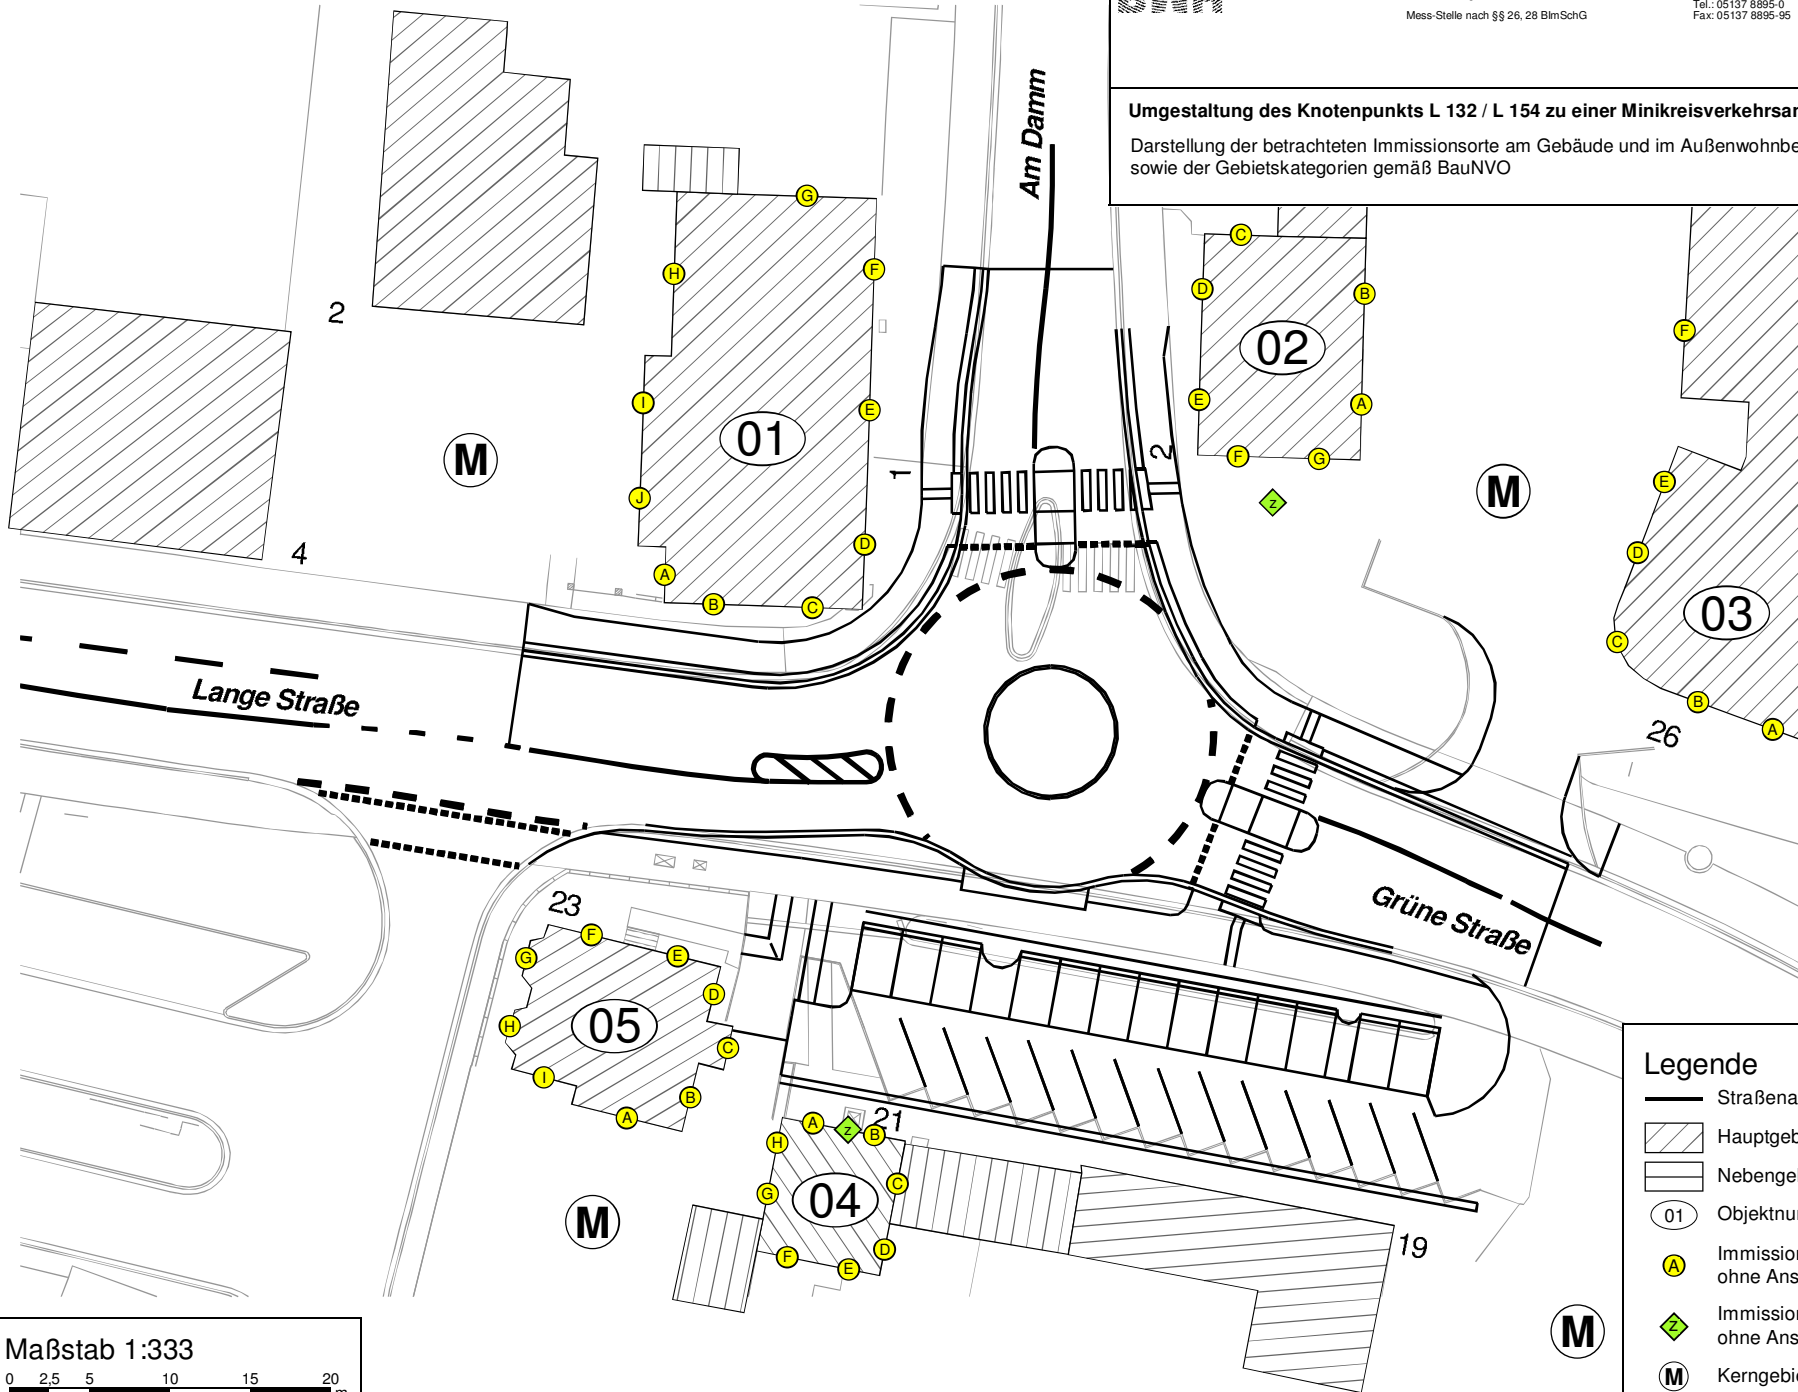 Mess-Stelle nach §§ 26, 28 BImSchG
Tel.: 05137 8895-0
Fax: 05137 8895-95
Umgestaltung des Knotenpunkts L 132 / L 154 zu einer Minikreisverkehrsan
Darstellung der betrachteten Immissionsorte am Gebäude und im Außenwohnbe
sowie der Gebietskategorien gemäß BauNVO
Am Damm
G
H
F
I
E
01
J
D
A
B
C
1
2
4
M
C
D
B
02
E
A
F
G
Z
2
M
F
E
D
03
C
B
A
26
Lange Straße
Grüne Straße
23
F
G
E
D
05
H
C
I
B
A
21
A
Z
B
H
C
G
04
D
F
E
M
19
M
Legende
Straßena
Hauptgeb
Nebengeb
01 Objektnu
A Immission
ohne Ans
Z Immission
ohne Ans
M Kerngebie
Maßstab 1:333
0 2,5 5 10 15 20
m